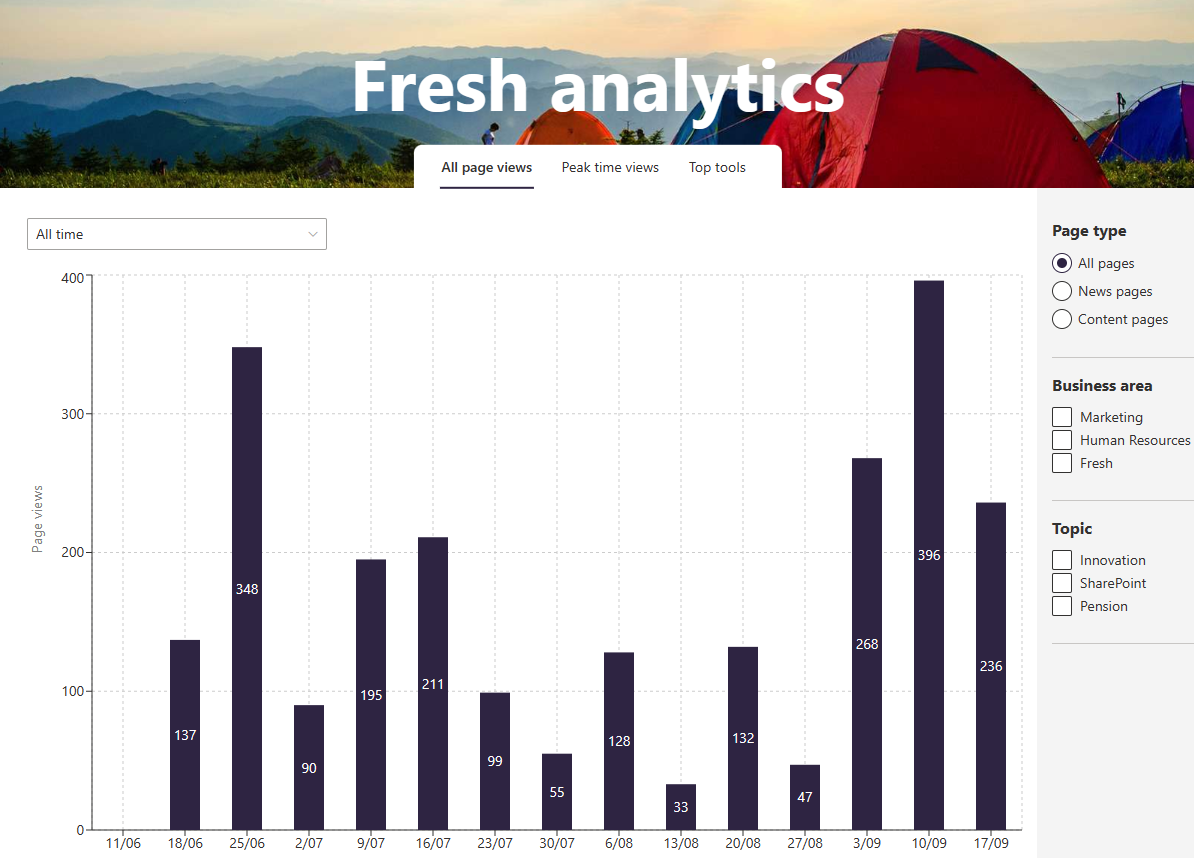 Fresh analytics
All page views Peak time views Top tools
All time
Page type
All pages
News pages
Content pages
Business area
Marketing
Human Resources
Fresh
Topic
Innovation
SharePoint
Pension
Page views
400
300
200
100
0
137 348 90 195 211 99 55 128 33 132 47 268 396 236
11/06 18/06 25/06 2/07 9/07 16/07 23/07 30/07 6/08 13/08 20/08 27/08 3/09 10/09 17/09